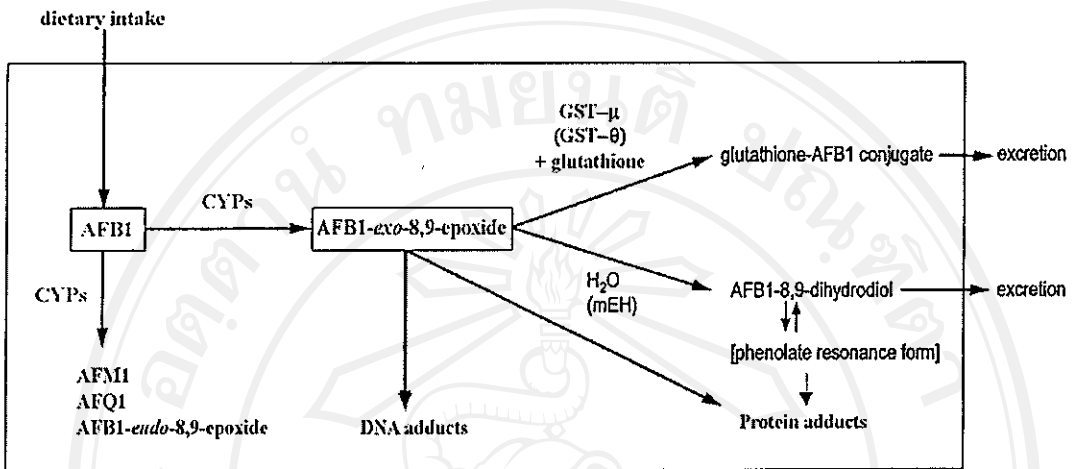 dietary intake
GST–μ
(GST–θ)
+ glutathione
glutathione-AFB1 conjugate
excretion
CYPs
AFB1
AFB1-exo-8,9-epoxide
CYPs
H₂O
(mEH)
AFB1-8,9-dihydrodiol
excretion
[phenolate resonance form]
AFM1
AFQ1
AFB1-endo-8,9-epoxide
DNA adducts
Protein adducts